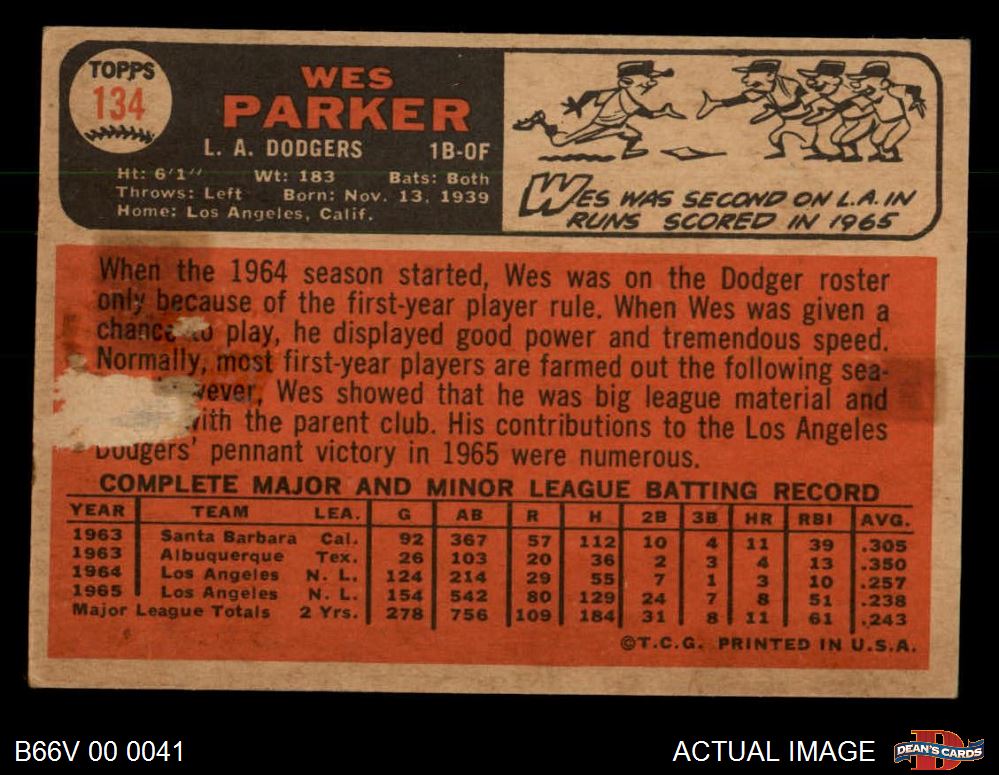 TOPPS
134
WES
PARKER
L. A. DODGERS 1B-OF
Ht: 6'1" Wt: 183 Bats: Both
Throws: Left Born: Nov. 13, 1939
Home: Los Angeles, Calif.
WES WAS SECOND ON L.A. IN
RUNS SCORED IN 1965
When the 1964 season started, Wes was on the Dodger roster
only because of the first-year player rule. When Wes was given a
chance to play, he displayed good power and tremendous speed.
Normally, most first-year players are farmed out the following sea-
Wes showed that he was big league material and
with the parent club. His contributions to the Los Angeles
Dodgers' pennant victory in 1965 were numerous.
COMPLETE MAJOR AND MINOR LEAGUE BATTING RECORD
YEAR TEAM LEA. G AB R H 2B 3B HR RBI AVG.
1963 Santa Barbara Cal. 92 367 57 112 10 4 11 39 .305
1963 Albuquerque Tex. 26 103 20 36 2 3 4 13 .350
1964 Los Angeles N. L. 124 214 29 55 7 1 3 10 .257
1965 Los Angeles N. L. 154 542 80 129 24 7 8 51 .238
Major League Totals 2 Yrs. 278 756 109 184 31 8 11 61 .243
©T.C.G. PRINTED IN U.S.A.
B66V 00 0041
ACTUAL IMAGE
D
DEAN'S CARDS